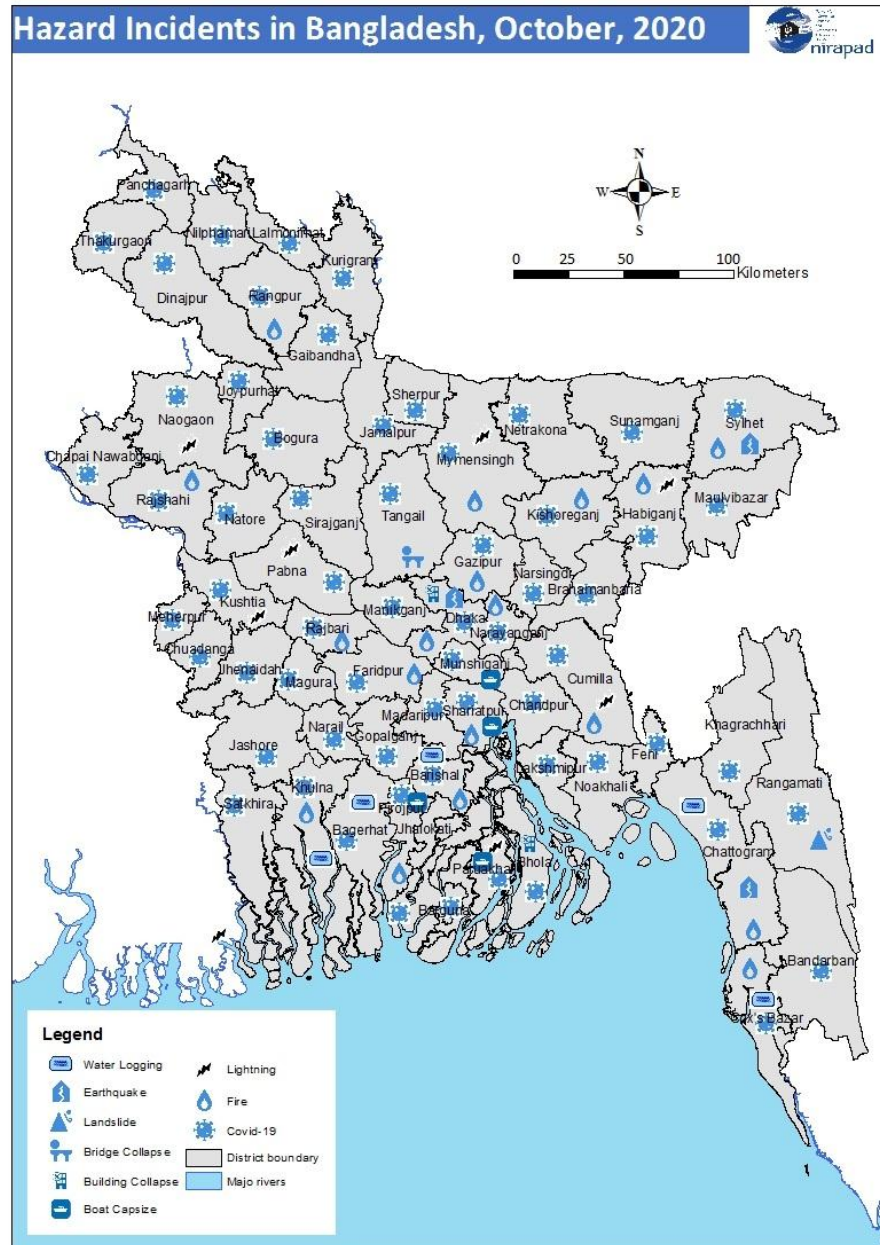 Hazard Incidents in Bangladesh, October, 2020
nirapad
N
W E
S
0 25 50 100
Kilometers
Panchagarh
Thakurgaon
Nilphamari
Lalmonirhat
Kurigram
Dinajpur
Rangpur
Gaibandha
Joypurhat
Naogaon
Sherpur
Bogura
Jamalpur
Netrakona
Sunamganj
Sylhet
Mymensingh
Chapai Nawabganj
Rajshahi
Natore
Sirajganj
Tangail
Kishoreganj
Habiganj
Maulvibazar
Gazipur
Pabna
Narsingdi
Brahamanbaria
Kushtia
Manikganj
Meherpur
Dhaka
Rajbari
Narayanganj
Chuadanga
Munshiganj
Jhenaidah
Faridpur
Magura
Cumilla
Madaripur
Shariatpur
Chandpur
Khagrachhari
Narail
Gopalganj
Jashore
Feni
Barishal
Lakshmipur
Noakhali
Rangamati
Khulna
Satkhira
Pirojpur
Bagerhat
Jhalokati
Chattogram
Bhola
Patuakhali
Barguna
Bandarban
Cox's Bazar
Legend
Water Logging
Lightning
Earthquake
Fire
Landslide
Covid-19
Bridge Collapse
District boundary
Building Collapse
Majo rivers
Boat Capsize